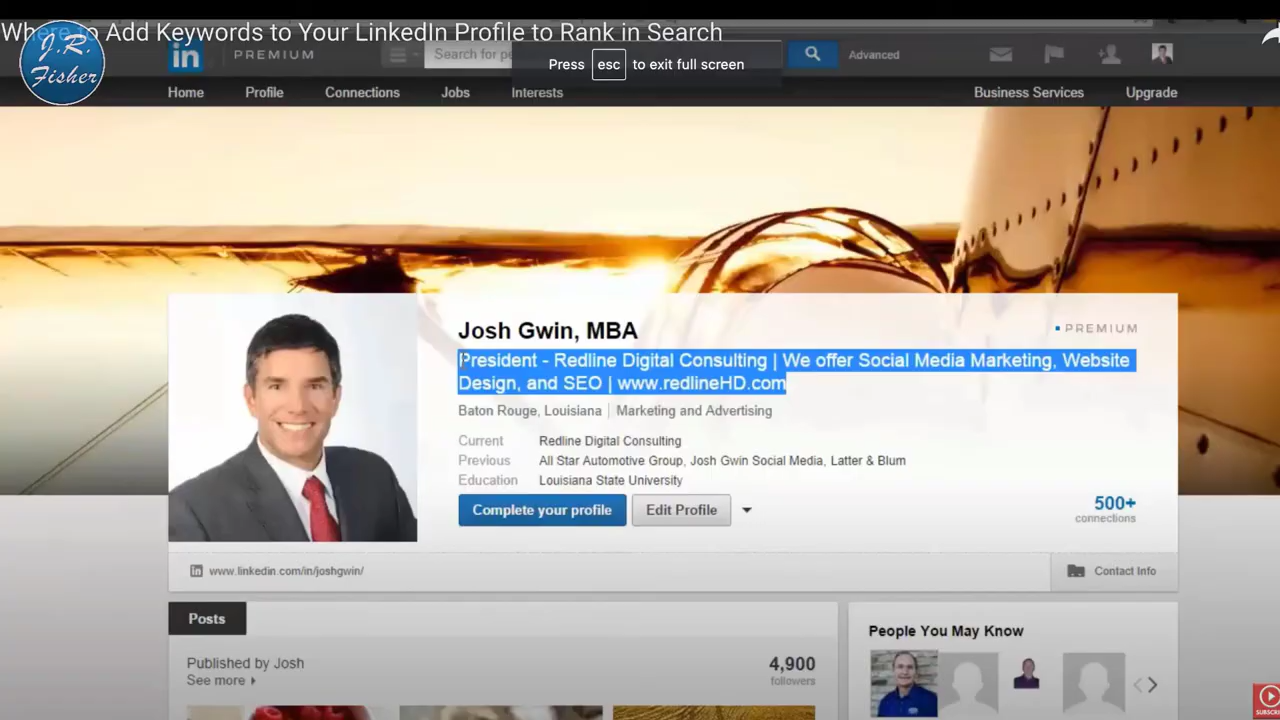 Where to Add Keywords to Your LinkedIn Profile to Rank in Search
J.R.
Fisher
in PREMIUM
Search for pe
Advanced
Press esc to exit full screen
Home Profile Connections Jobs Interests Business Services Upgrade
Josh Gwin, MBA
PREMIUM
President - Redline Digital Consulting | We offer Social Media Marketing, Website
Design, and SEO | www.redlineHD.com
Baton Rouge, Louisiana | Marketing and Advertising
Current Redline Digital Consulting
Previous All Star Automotive Group, Josh Gwin Social Media, Latter & Blum
Education Louisiana State University
Complete your profile Edit Profile
500+
connections
in www.linkedin.com/in/joshgwin/
Contact Info
Posts
People You May Know
Published by Josh
See more
4,900
followers